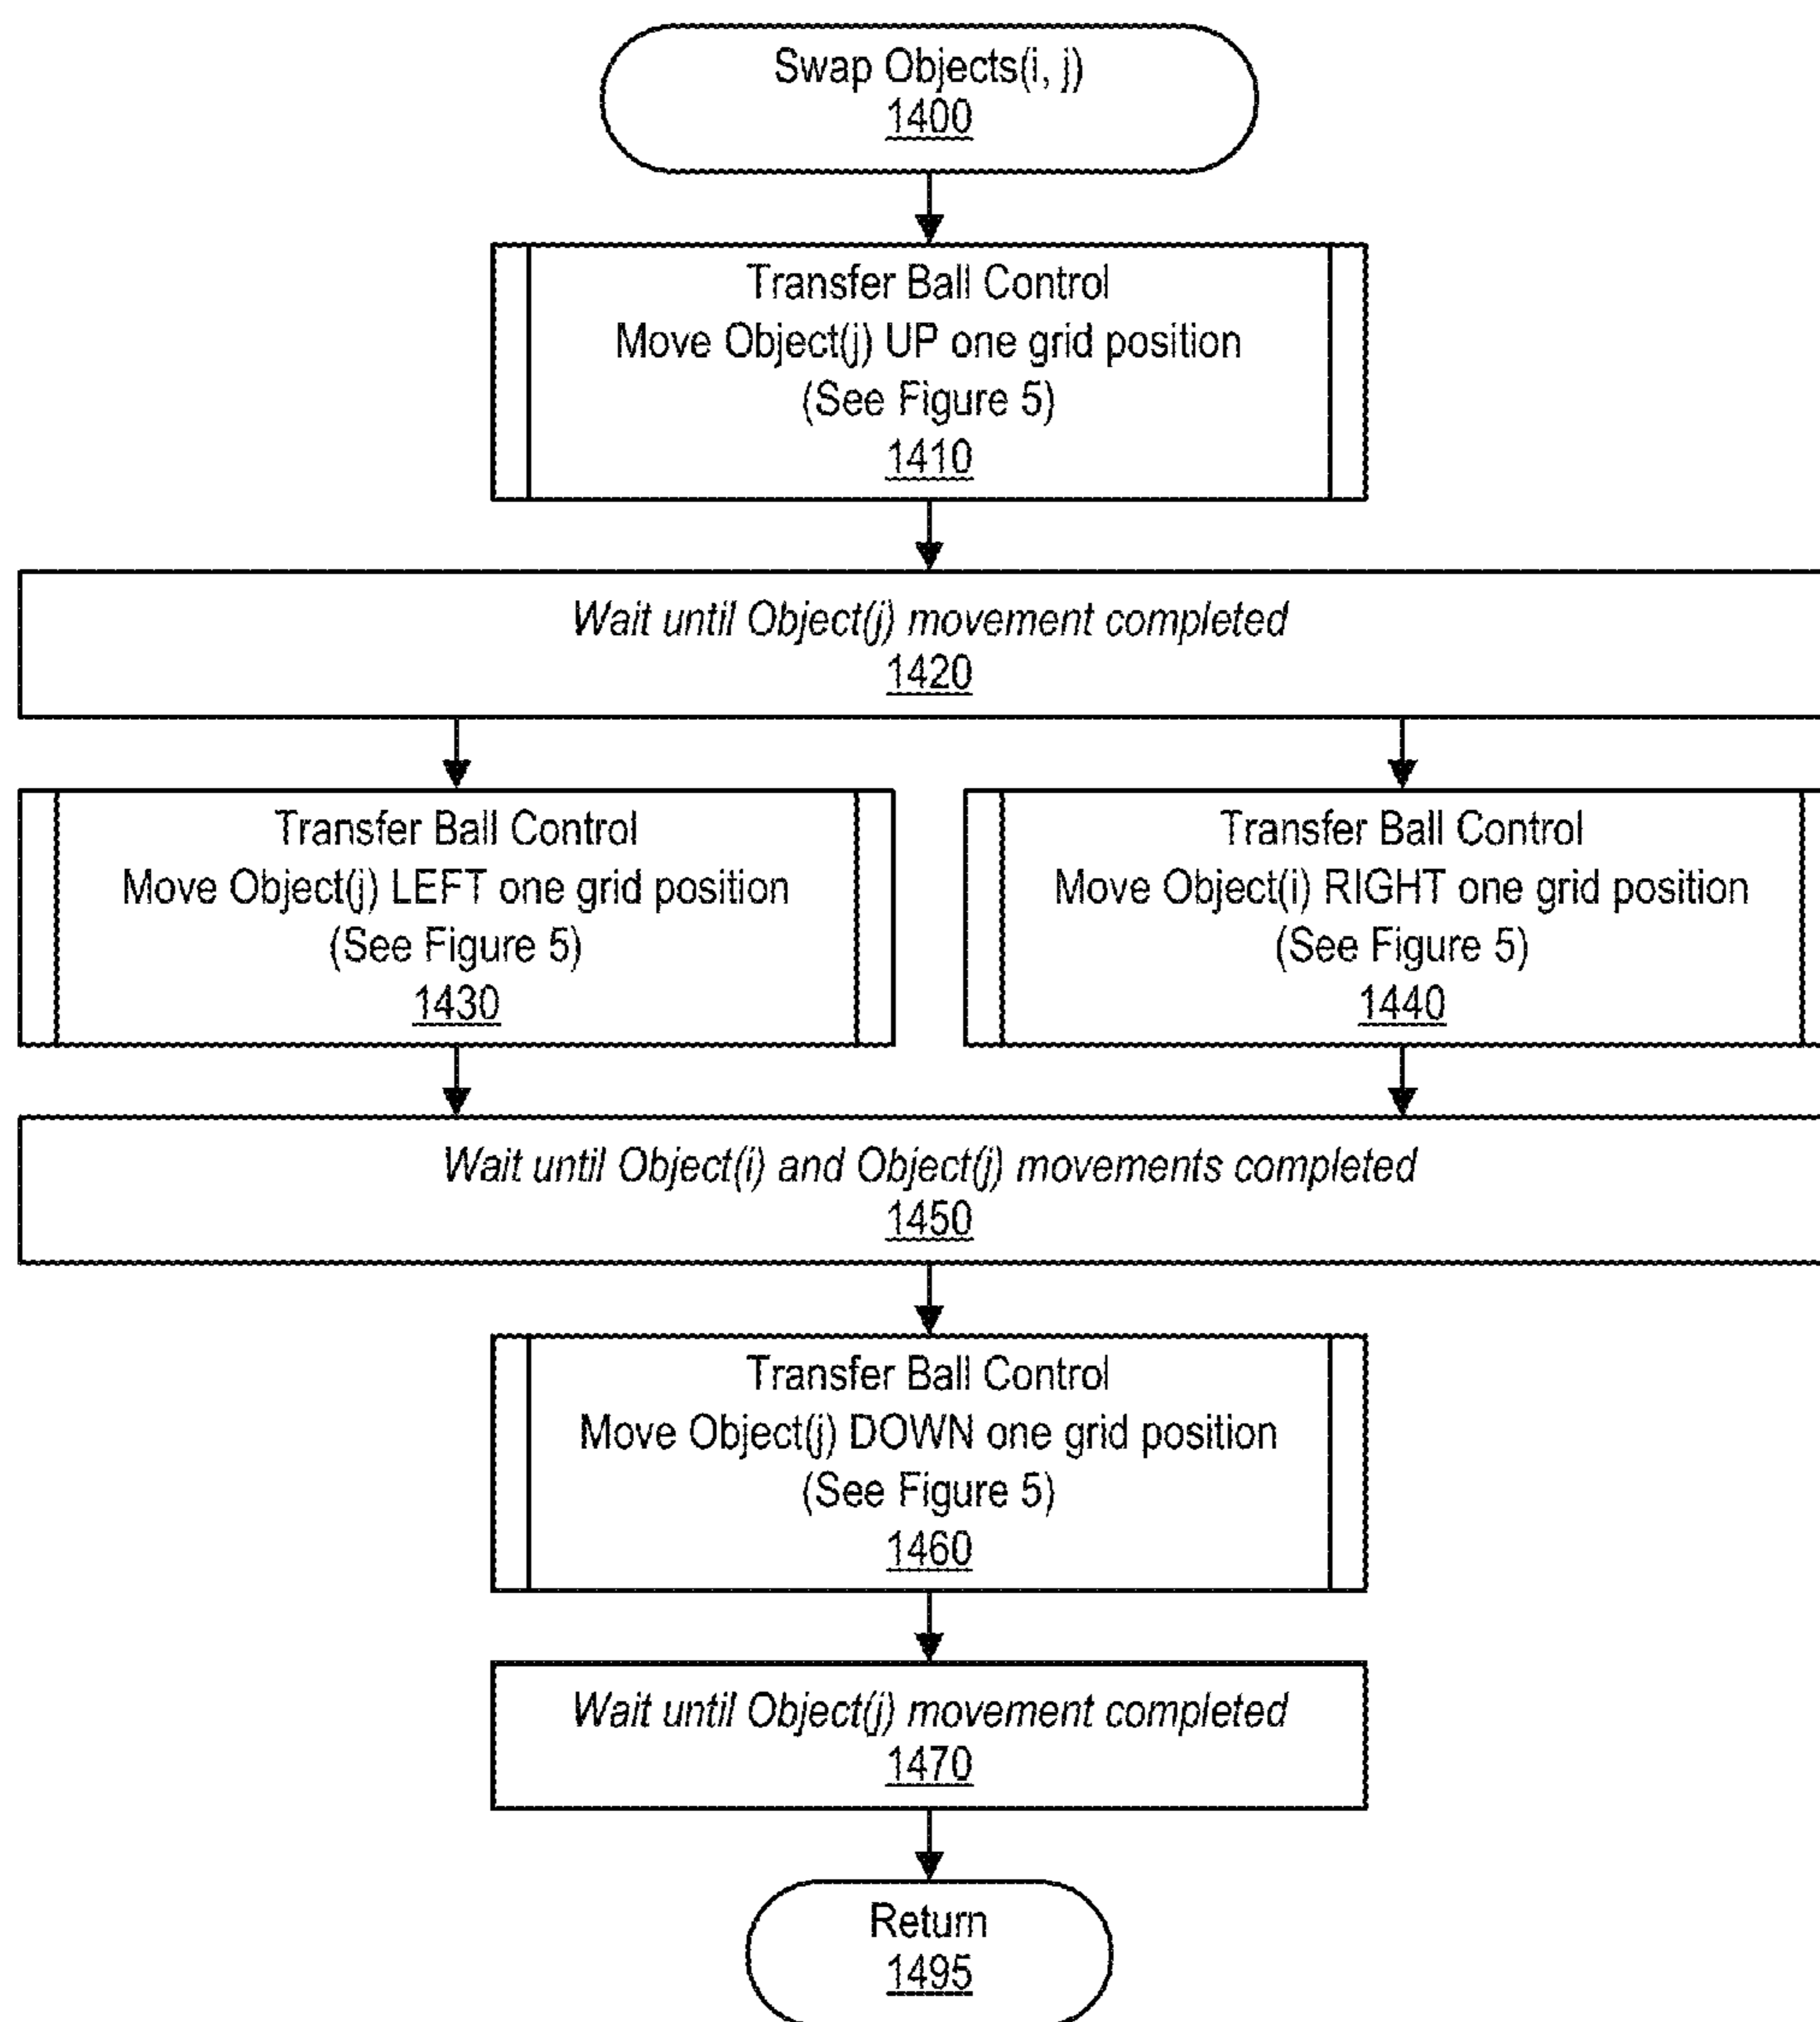 Swap Objects(i, j)
1400
Transfer Ball Control
Move Object(j) UP one grid position
(See Figure 5)
1410
Wait until Object(j) movement completed
1420
Transfer Ball Control
Move Object(j) LEFT one grid position
(See Figure 5)
1430
Transfer Ball Control
Move Object(i) RIGHT one grid position
(See Figure 5)
1440
Wait until Object(i) and Object(j) movements completed
1450
Transfer Ball Control
Move Object(j) DOWN one grid position
(See Figure 5)
1460
Wait until Object(j) movement completed
1470
Return
1495